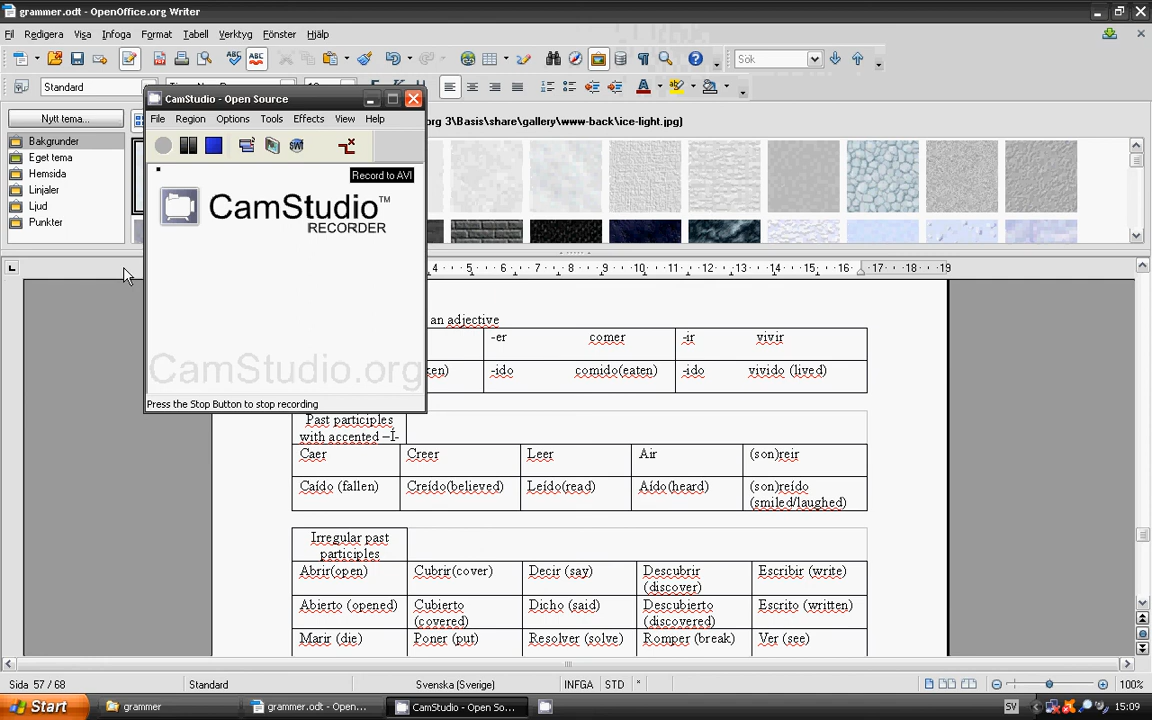 grammer.odt - OpenOffice.org Writer
Fil Redigera Visa Infoga Format Tabell Verktyg Fönster Hjälp
Sök
Standard
CamStudio - Open Source
Nytt tema...
org 3\Basis\share\gallery\www-back\ice-light.jpg)
File Region Options Tools Effects View Help
Bakgrunder
Eget tema
Hemsida
Linjaler
Ljud
Punkter
Record to AVI
CamStudio™
RECORDER
4 5 6 7 8 9 10 11 12 13 14 15 16 17 18 19
an adjective
-er comer -ir vivir
ten) -ido comido(eaten) -ido vivido (lived)
CamStudio.org
Press the Stop Button to stop recording
Past participles
with accented –Í-
Caer Creer Leer Air (son)reir
Caído (fallen) Creído(believed) Leído(read) Aído(heard) (son)reído
(smiled/laughed)
Irregular past
participles
Abrir(open) Cubrir(cover) Decir (say) Descubrir
(discover) Escribir (write)
Abierto (opened) Cubierto
(covered) Dicho (said) Descubierto
(discovered) Escrito (written)
Marir (die) Poner (put) Resolver (solve) Romper (break) Ver (see)
Sida 57 / 68 Standard Svenska (Sverige) INFGA STD * 100%
Start grammer grammer.odt - Open... CamStudio - Open So... SV 15:09